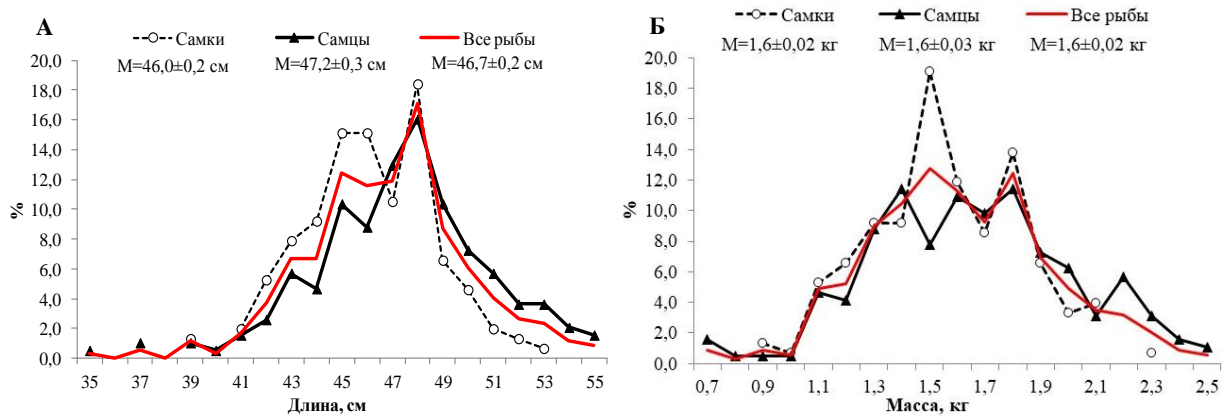 А
Самки Самцы Все рыбы
М=46,0±0,2 см М=47,2±0,3 см М=46,7±0,2 см
20,0
18,0
16,0
14,0
12,0
10,0
8,0
6,0
4,0
2,0
0,0
%
35 37 39 41 43 45 47 49 51 53 55
Длина, см
Б
Самки Самцы Все рыбы
М=1,6±0,02 кг М=1,6±0,03 кг М=1,6±0,02 кг
20,0
18,0
16,0
14,0
12,0
10,0
8,0
6,0
4,0
2,0
0,0
%
0,7 0,9 1,1 1,3 1,5 1,7 1,9 2,1 2,3 2,5
Масса, кг